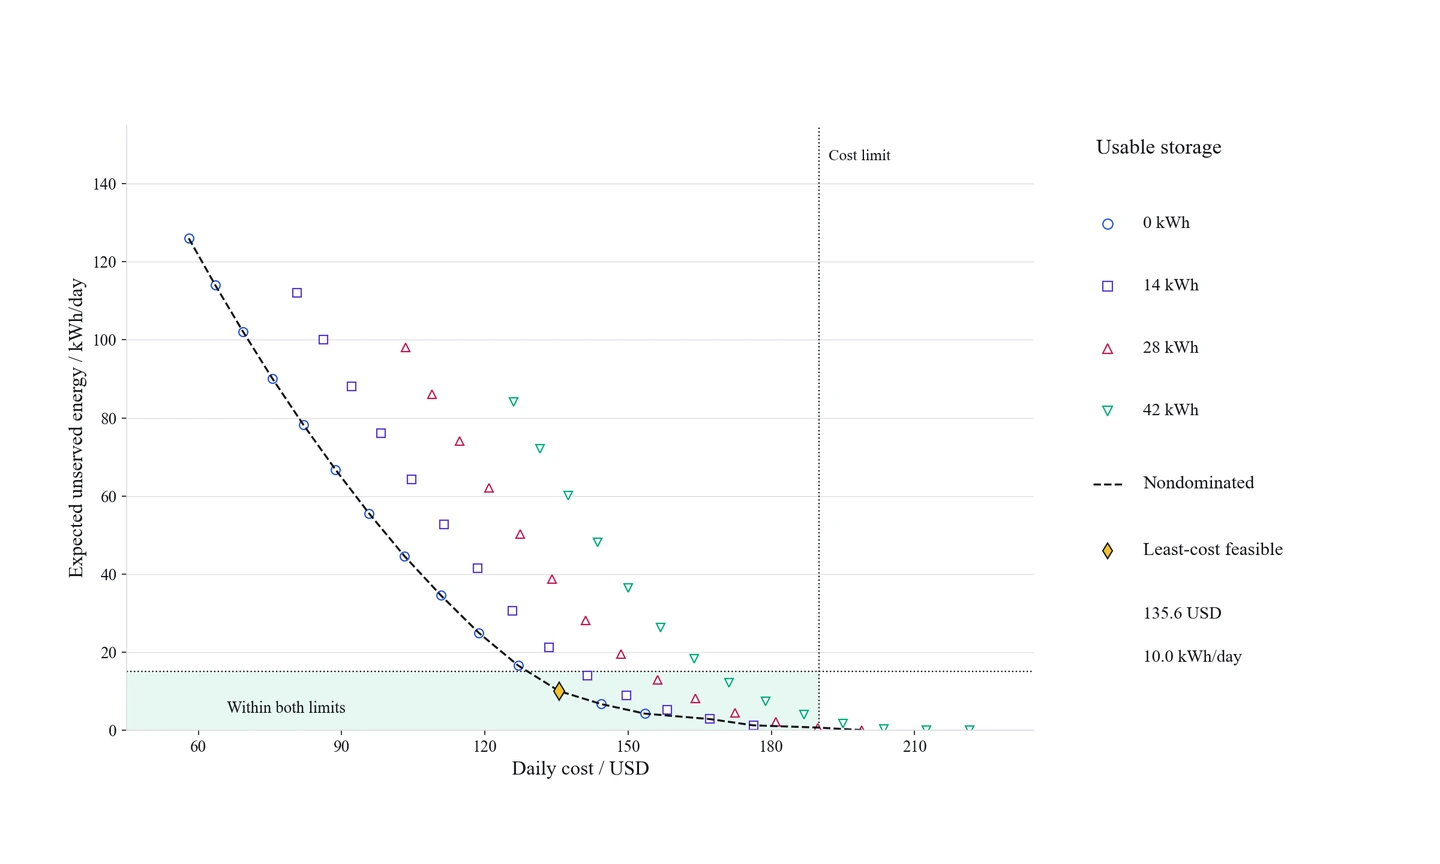 Cost limit
Usable storage
0 kWh
14 kWh
28 kWh
42 kWh
Nondominated
Least-cost feasible
135.6 USD
10.0 kWh/day
Expected unserved energy / kWh/day
140
120
100
80
60
40
20
0
Within both limits
60 90 120 150 180 210
Daily cost / USD